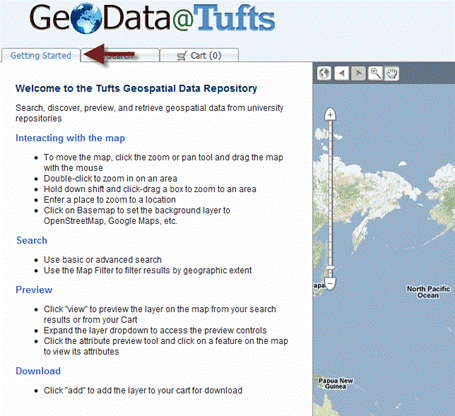 GeoData@Tufts
Getting Started
Search
Cart (0)
Welcome to the Tufts Geospatial Data Repository
Search, discover, preview, and retrieve geospatial data from university
repositories
Interacting with the map
To move the map, click the zoom or pan tool and drag the map
with the mouse
Double-click to zoom in on an area
Hold down shift and click-drag a box to zoom to an area
Enter a place to zoom to a location
Click on Basemap to set the background layer to
OpenStreetMap, Google Maps, etc.
Search
Use basic or advanced search
Use the Map Filter to filter results by geographic extent
Preview
Click "view" to preview the layer on the map from your search
results or from your Cart
Expand the layer dropdown to access the preview controls
Click the attribute preview tool and click on a feature on the map
to view its attributes
Download
Click "add" to add the layer to your cart for download
North Pacific
Ocean
Papua New
Guinea